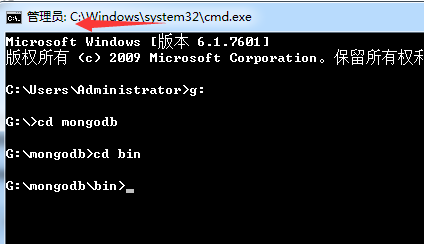 管理员: C:\Windows\system32\cmd.exe
Microsoft Windows [版本 6.1.7601]
版权所有 (c) 2009 Microsoft Corporation。保留所有权利
C:\Users\Administrator>g:
G:\>cd mongodb
G:\mongodb>cd bin
G:\mongodb\bin>_